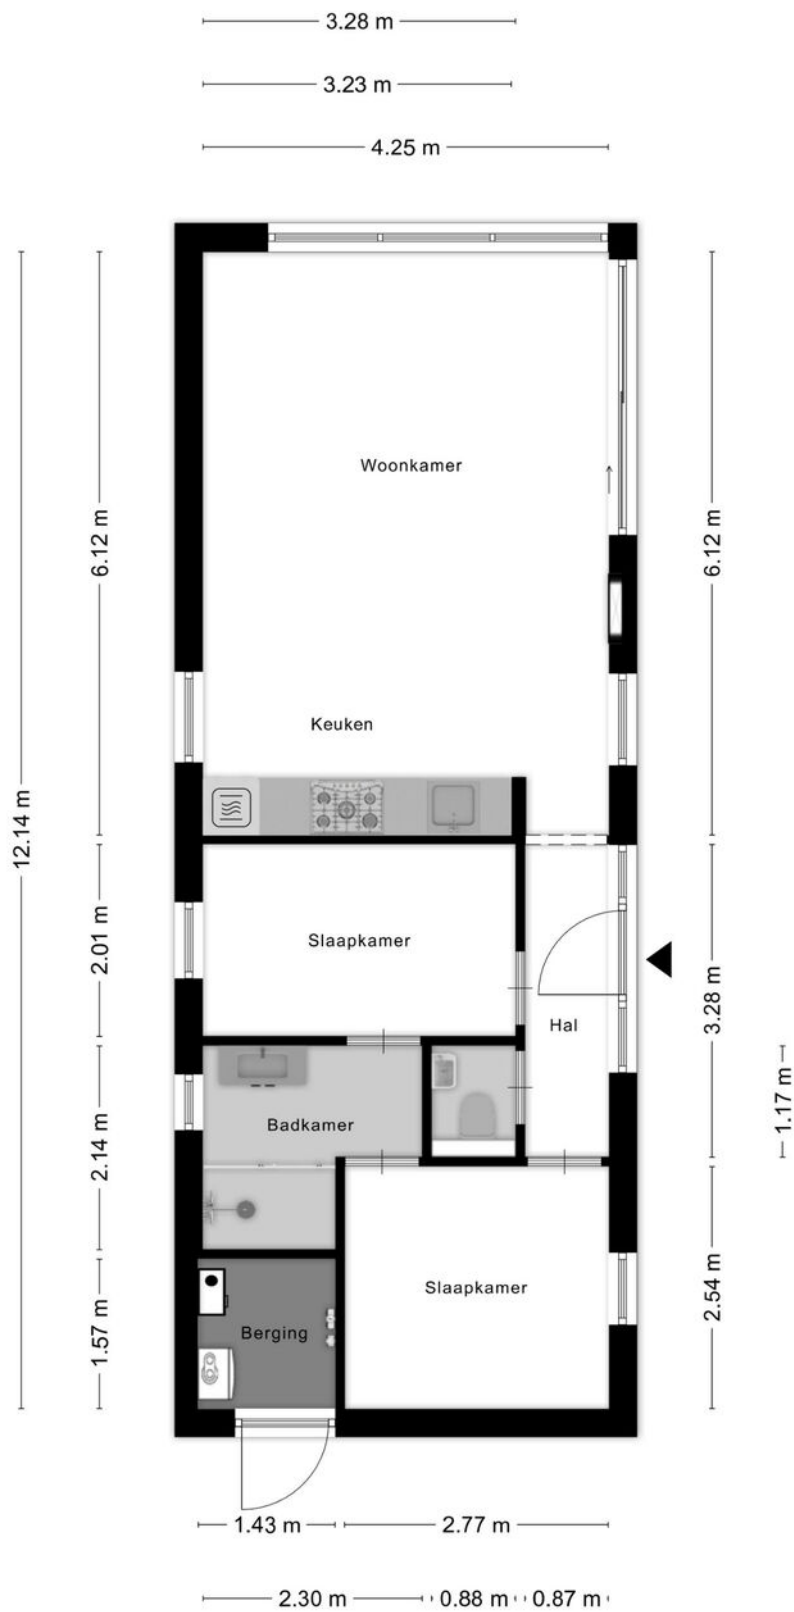 3.28 m
3.23 m
4.25 m
Woonkamer
6.12 m
6.12 m
Keuken
12.14 m
2.01 m
Slaapkamer
3.28 m
Hal
1.17 m
2.14 m
Badkamer
Slaapkamer
2.54 m
1.57 m
Berging
1.43 m
2.77 m
2.30 m
0.88 m
0.87 m